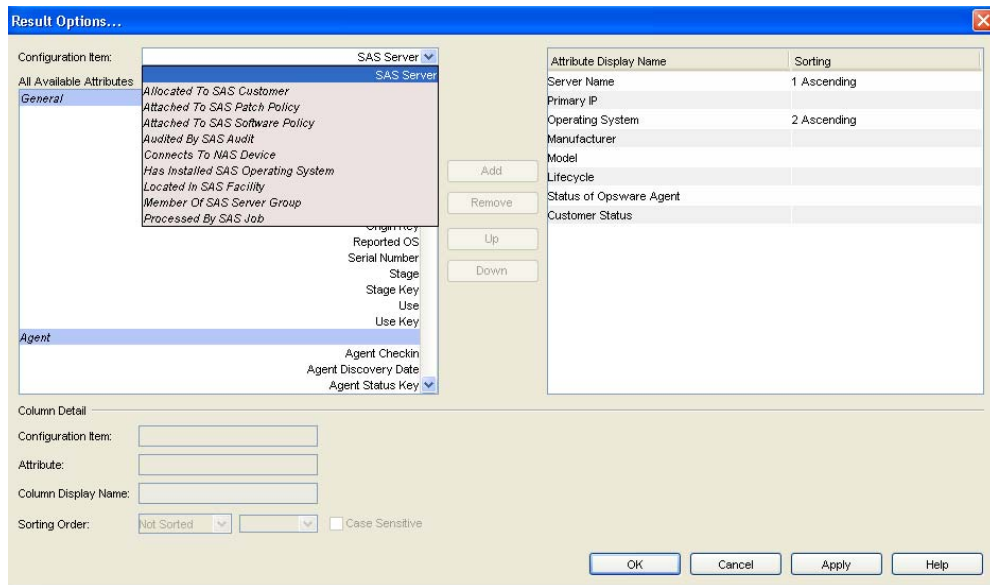 Result Options...
Configuration Item:
SAS Server
All Available Attributes
SAS Server
Allocated To SAS Customer
Attached To SAS Patch Policy
Attached To SAS Software Policy
Audited By SAS Audit
Connects To NAS Device
Has Installed SAS Operating System
Located In SAS Facility
Member Of SAS Server Group
Processed By SAS Job
General
Origin Key
Reported OS
Serial Number
Stage
Stage Key
Use
Use Key
Agent
Agent Checkin
Agent Discovery Date
Agent Status Key
Add
Remove
Up
Down
Attribute Display Name Sorting
Server Name 1 Ascending
Primary IP
Operating System 2 Ascending
Manufacturer
Model
Lifecycle
Status of Opsware Agent
Customer Status
Column Detail
Configuration Item:
Attribute:
Column Display Name:
Sorting Order: Not Sorted Case Sensitive
OK Cancel Apply Help